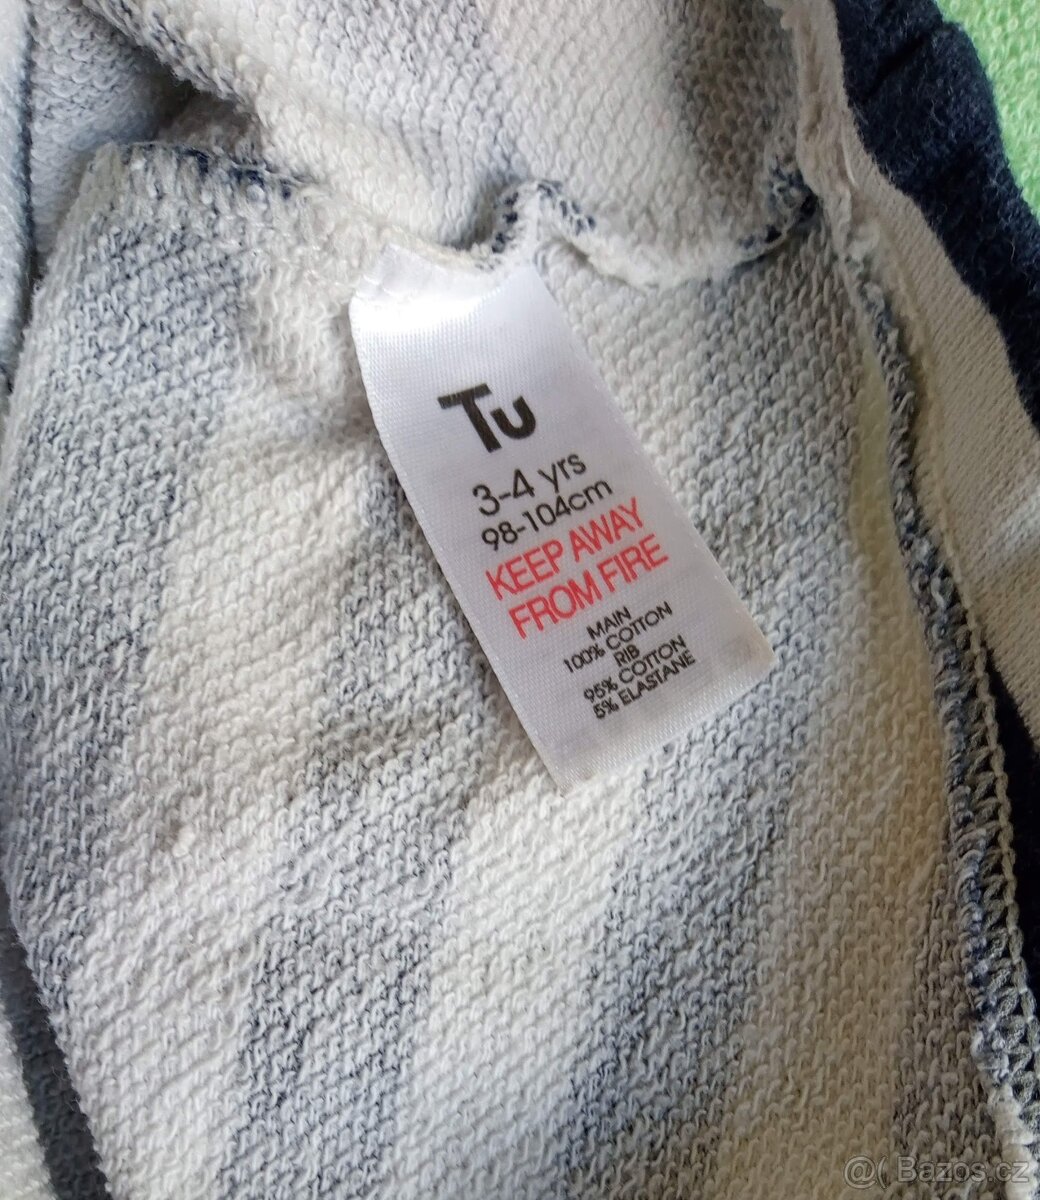 Tu
3-4 yrs
98-104cm
KEEP AWAY
FROM FIRE
MAIN
100% COTTON
RIB
95% COTTON
5% ELASTANE
@( Bazos.cz